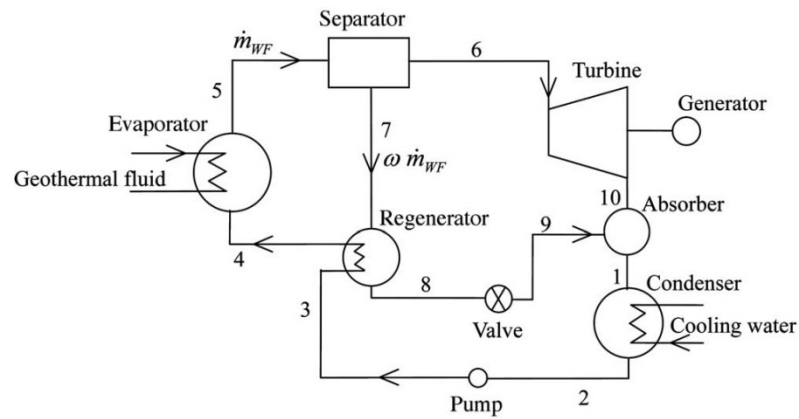 Separator
ṁ_WF
6
Turbine
5
Generator
Evaporator
7
ω ṁ_WF
Geothermal fluid
10
Absorber
Regenerator
9
4
8
1
Condenser
3
Valve
Cooling water
2
Pump